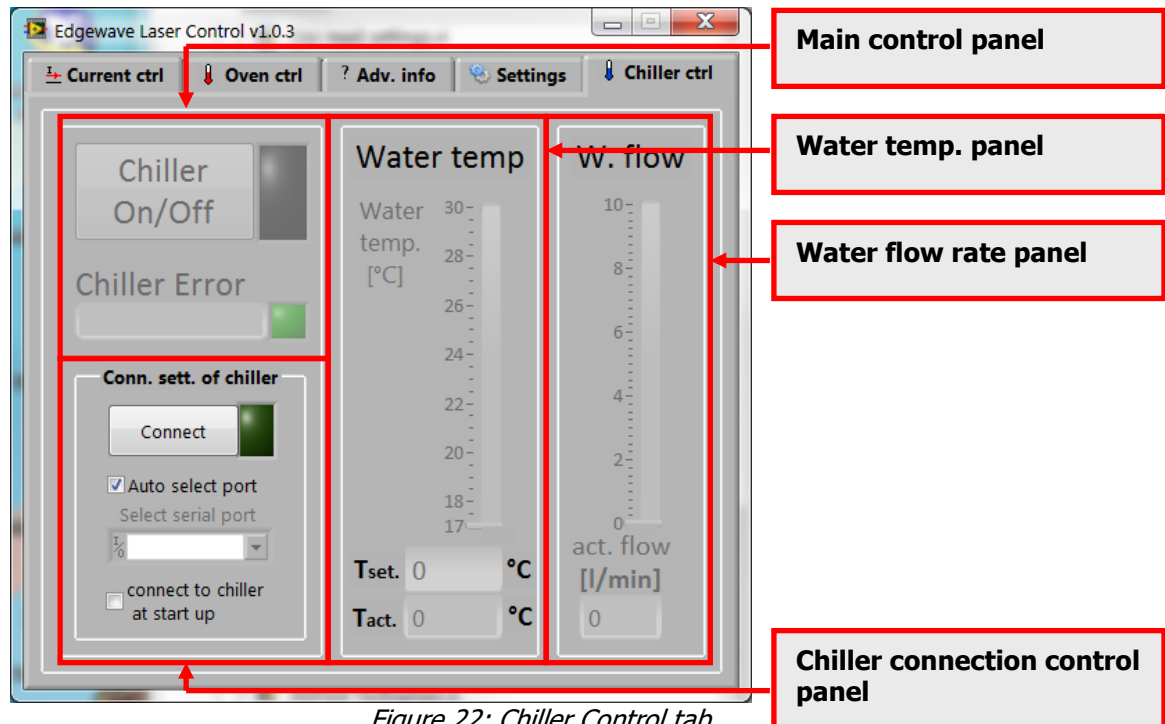 Edgewave Laser Control v1.0.3
Current ctrl
Oven ctrl
? Adv. info
Settings
Chiller ctrl
Chiller
On/Off
Chiller Error
Conn. sett. of chiller
Connect
Auto select port
Select serial port
I/O
connect to chiller
at start up
Water temp
Water
temp.
[°C]
30
28
26
24
22
20
18
17
Tset. 0 °C
Tact. 0 °C
W. flow
10
8
6
4
2
0
act. flow
[l/min]
0
Main control panel
Water temp. panel
Water flow rate panel
Chiller connection control
panel
Figure 22: Chiller Control tab